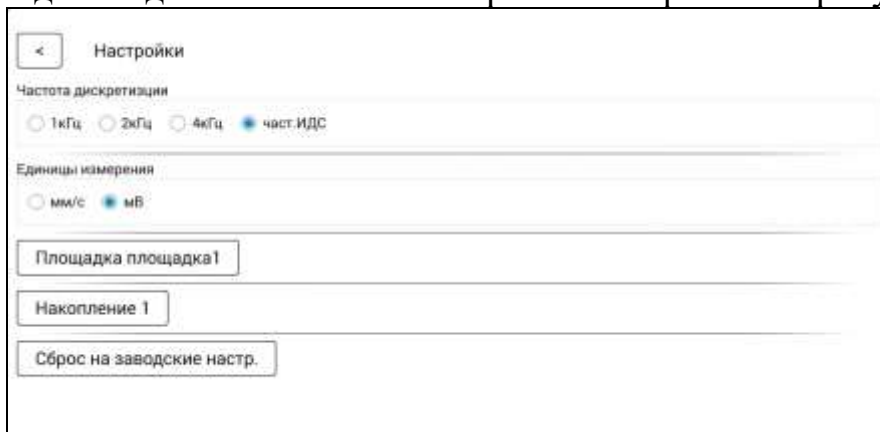 < Настройки
Частота дискретизции
1кГц 2кГц 4кГц част.ИДС
Единицы измерения
мм/с мВ
Площадка площадка1
Накопление 1
Сброс на заводские настр.